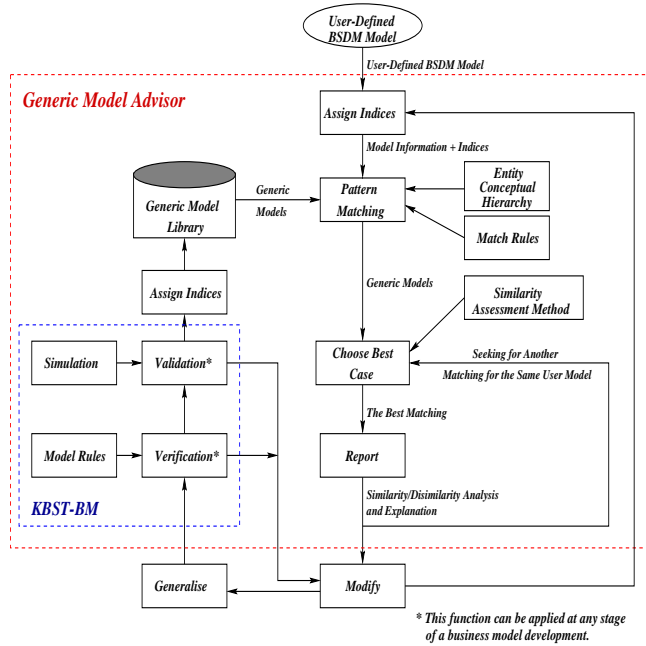 User-Defined
BSDM Model
User-Defined BSDM Model
Generic Model Advisor
Assign Indices
Model Information + Indices
Entity
Conceptual
Hierarchy
Pattern
Matching
Generic
Models
Generic Model
Library
Match Rules
Generic Models
Assign Indices
Similarity
Assessment Method
Simulation
Validation*
Choose Best
Case
Seeking for Another
Matching for the Same User Model
The Best Matching
Model Rules
Verification*
Report
KBST-BM
Similarity/Disimilarity Analysis
and Explanation
Generalise
Modify
* This function can be applied at any stage
of a business model development.